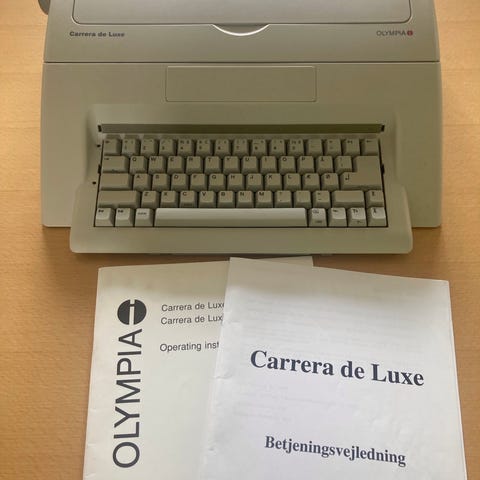 Carrera de Luxe
OLYMPIA
OLYMPIA
Carrera de Luxe
Carrera de Lux
Operating inst
Carrera de Luxe
Betjeningsvejledning